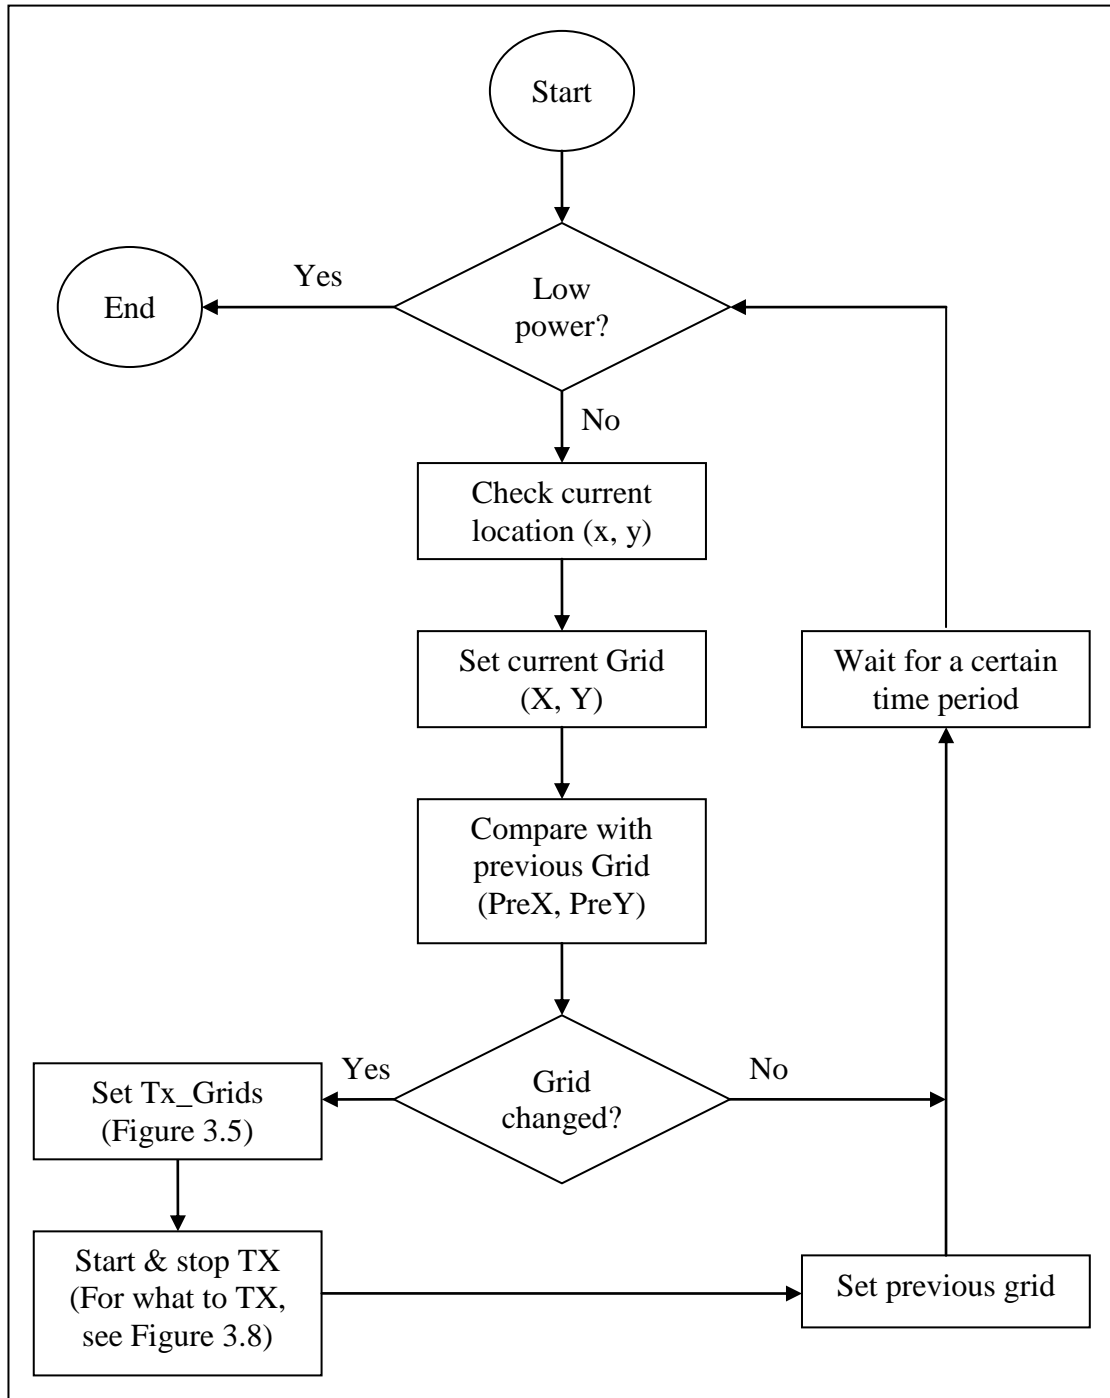 Start
Yes
Low
power?
End
No
Check current
location (x, y)
Set current Grid
(X, Y)
Wait for a certain
time period
Compare with
previous Grid
(PreX, PreY)
Yes
Grid
changed?
No
Set Tx_Grids
(Figure 3.5)
Start & stop TX
(For what to TX,
see Figure 3.8)
Set previous grid